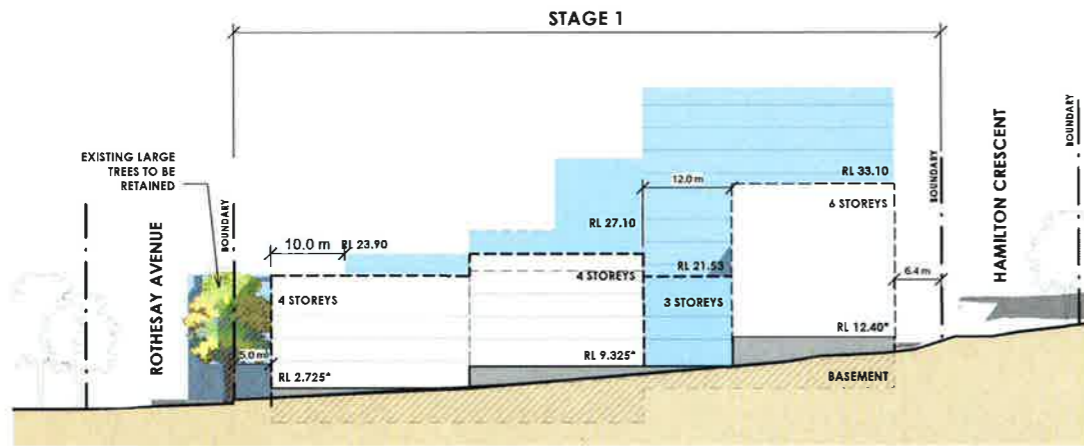 STAGE 1
EXISTING LARGE
TREES TO BE
RETAINED
ROTHESAY AVENUE
BOUNDARY
10.0 m
RL 23.90
4 STOREYS
5.0 m
RL 2.725*
RL 27.10
4 STOREYS
RL 9.325*
12.0 m
RL 21.53
3 STOREYS
RL 33.10
6 STOREYS
RL 12.40*
BASEMENT
6.4 m
BOUNDARY
HAMILTON CRESCENT
BOUNDARY